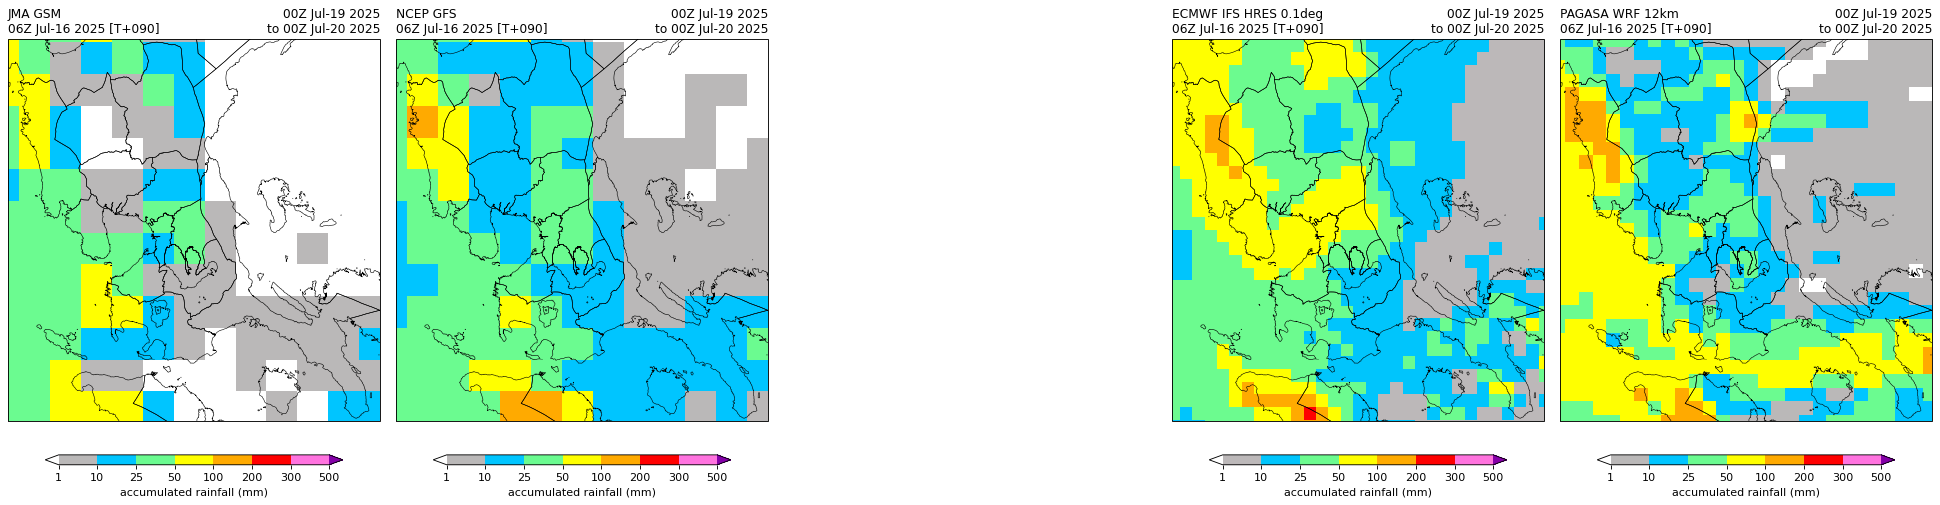 JMA GSM 00Z Jul-19 2025
06Z Jul-16 2025 [T+090] to 00Z Jul-20 2025
1 10 25 50 100 200 300 500
accumulated rainfall (mm)
NCEP GFS 00Z Jul-19 2025
06Z Jul-16 2025 [T+090] to 00Z Jul-20 2025
1 10 25 50 100 200 300 500
accumulated rainfall (mm)
ECMWF IFS HRES 0.1deg 00Z Jul-19 2025
06Z Jul-16 2025 [T+090] to 00Z Jul-20 2025
1 10 25 50 100 200 300 500
accumulated rainfall (mm)
PAGASA WRF 12km 00Z Jul-19 2025
06Z Jul-16 2025 [T+090] to 00Z Jul-20 2025
1 10 25 50 100 200 300 500
accumulated rainfall (mm)